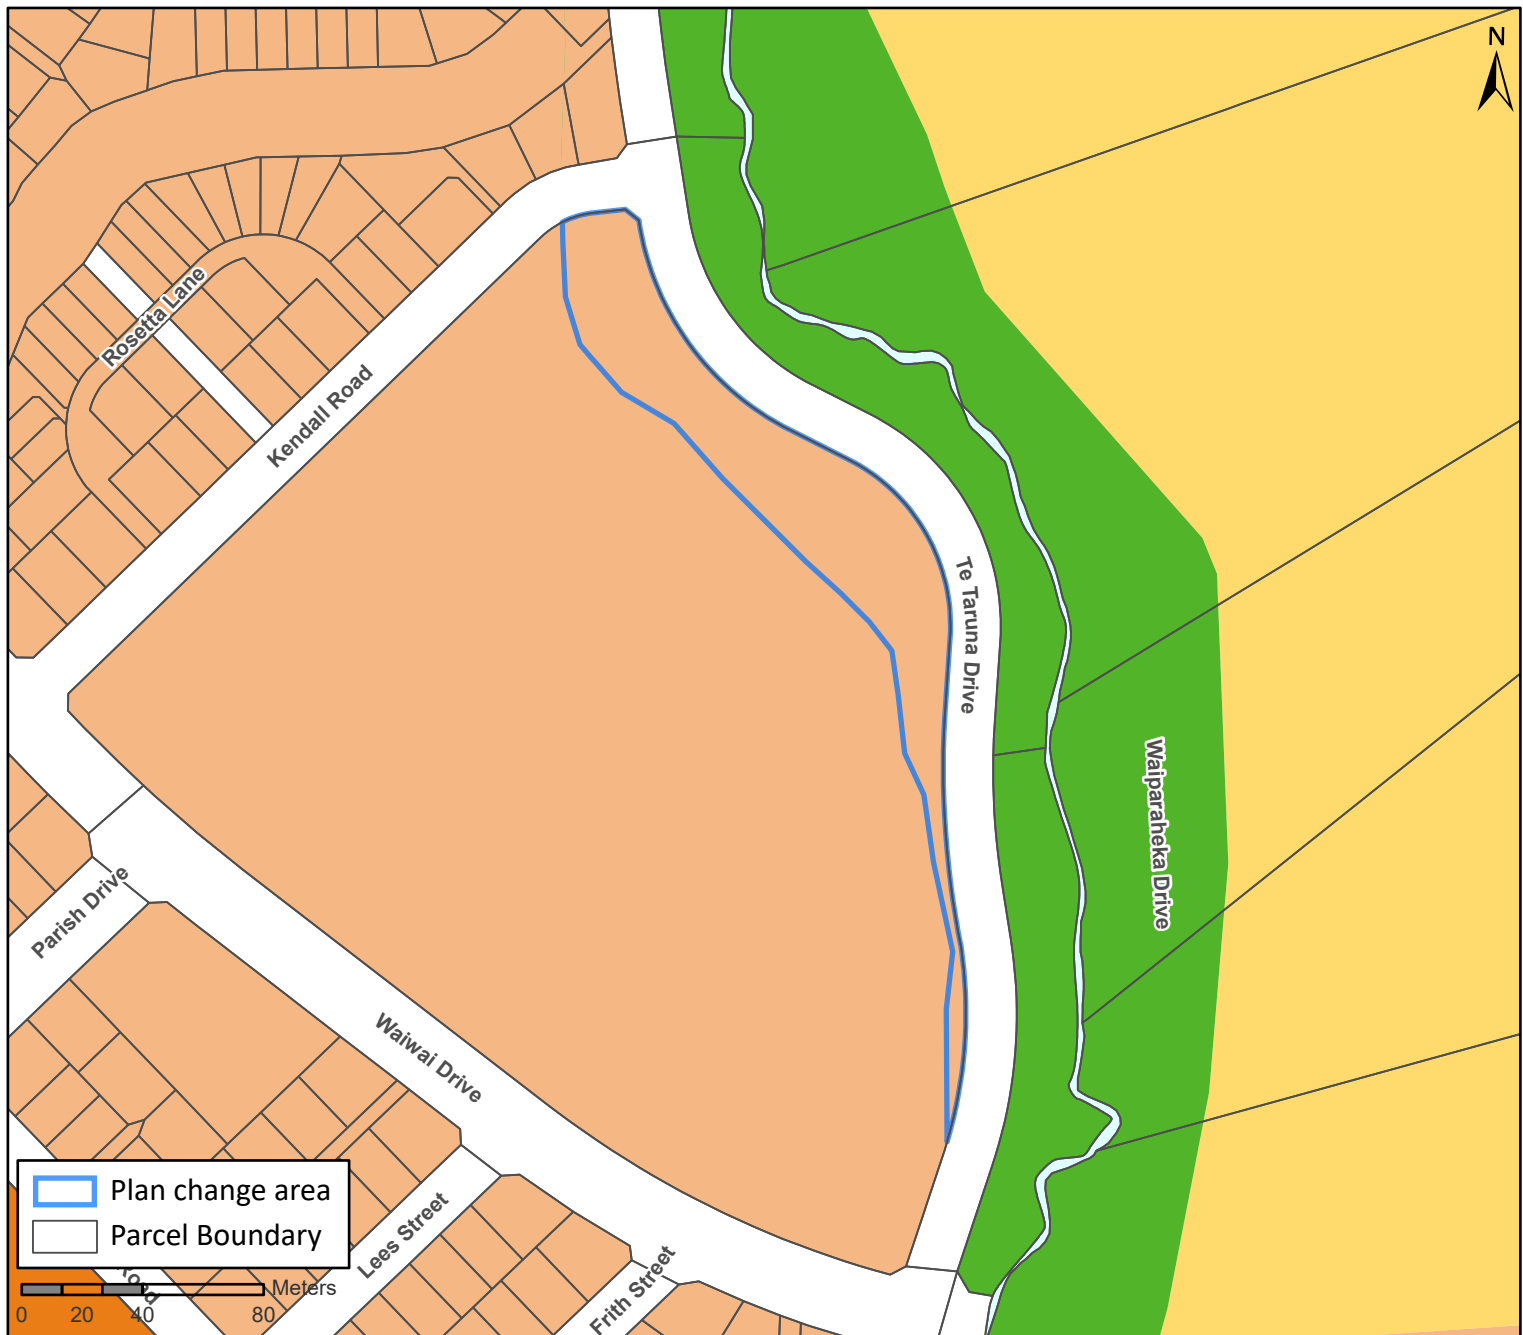 N
Rosetta Lane
Kendall Road
Te Taruna Drive
Waiparaheka Drive
Parish Drive
Waiwai Drive
Lees Street
Frith Street
Road
Plan change area
Parcel Boundary
Meters
0 20 40 80